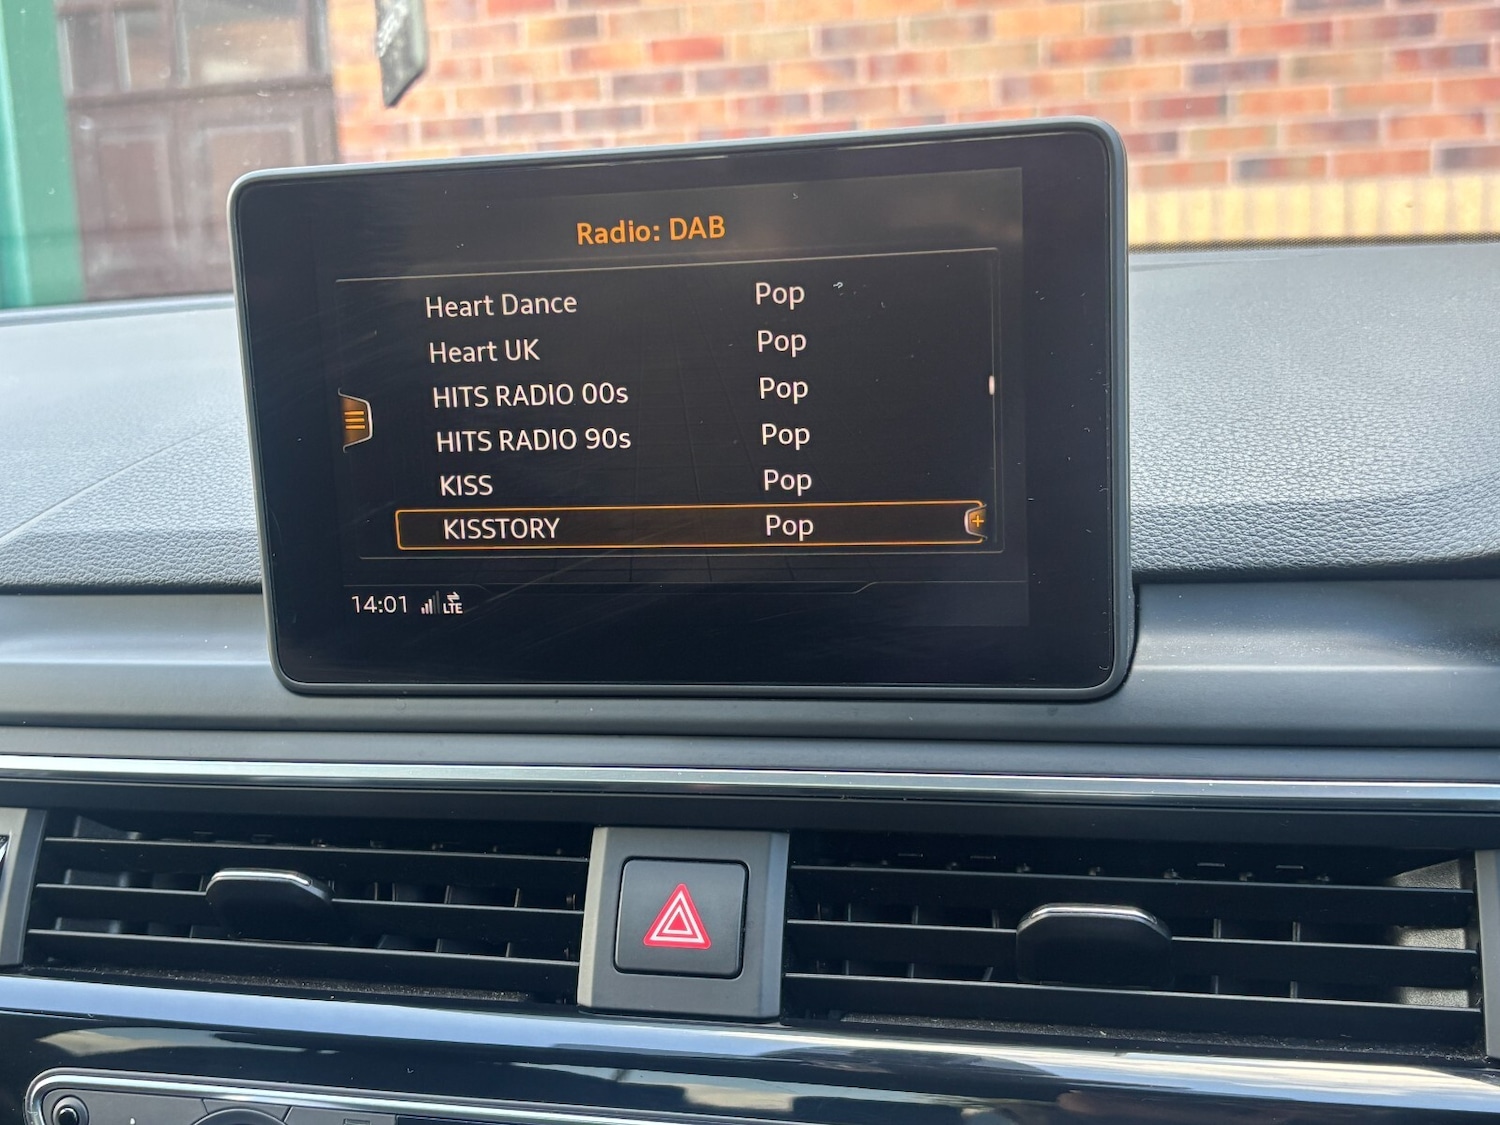 Radio: DAB
Heart Dance Pop
Heart UK Pop
HITS RADIO 00s Pop
HITS RADIO 90s Pop
KISS Pop
KISSTORY Pop
14:01 LTE